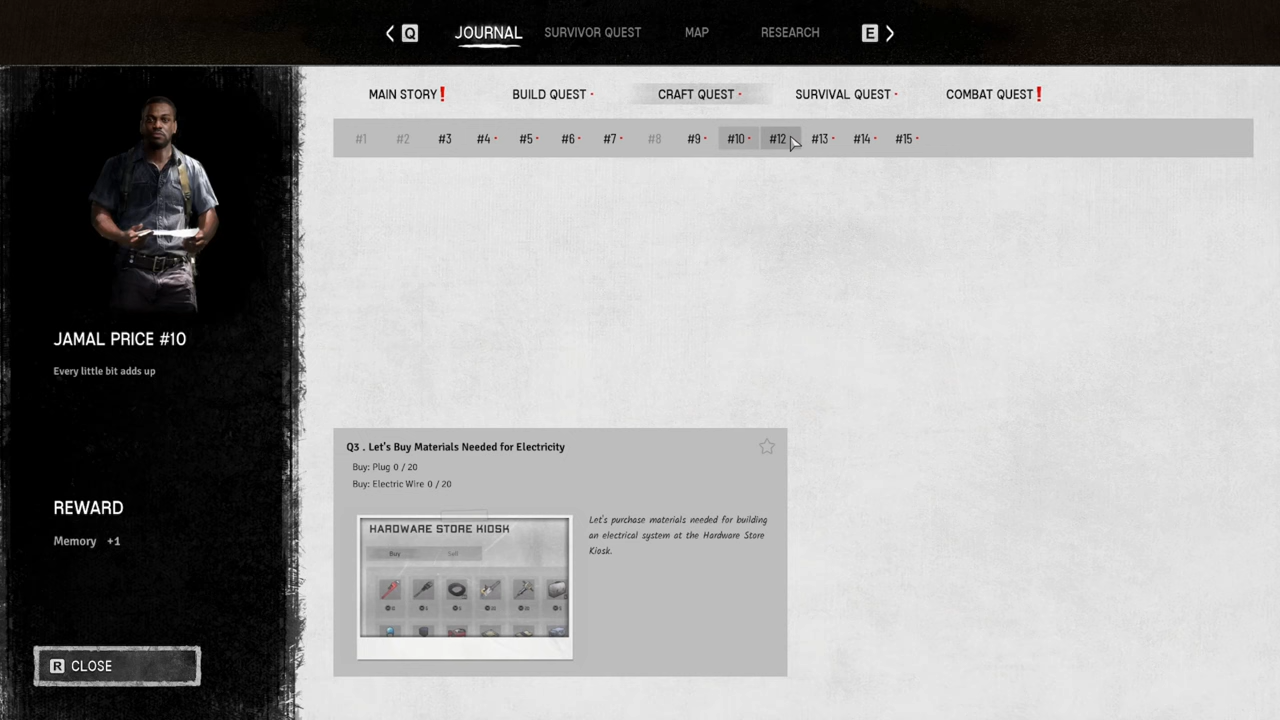 Q
JOURNAL
SURVIVOR QUEST
MAP
RESEARCH
E
MAIN STORY!
BUILD QUEST
CRAFT QUEST
SURVIVAL QUEST
COMBAT QUEST!
#1 #2 #3 #4 #5 #6 #7 #8 #9 #10 #12 #13 #14 #15
JAMAL PRICE #10
Every little bit adds up
REWARD
Memory +1
R CLOSE
Q3 . Let's Buy Materials Needed for Electricity
Buy: Plug 0 / 20
Buy: Electric Wire 0 / 20
HARDWARE STORE KIOSK
Buy Sell
Let's purchase materials needed for building
an electrical system at the Hardware Store
Kiosk.